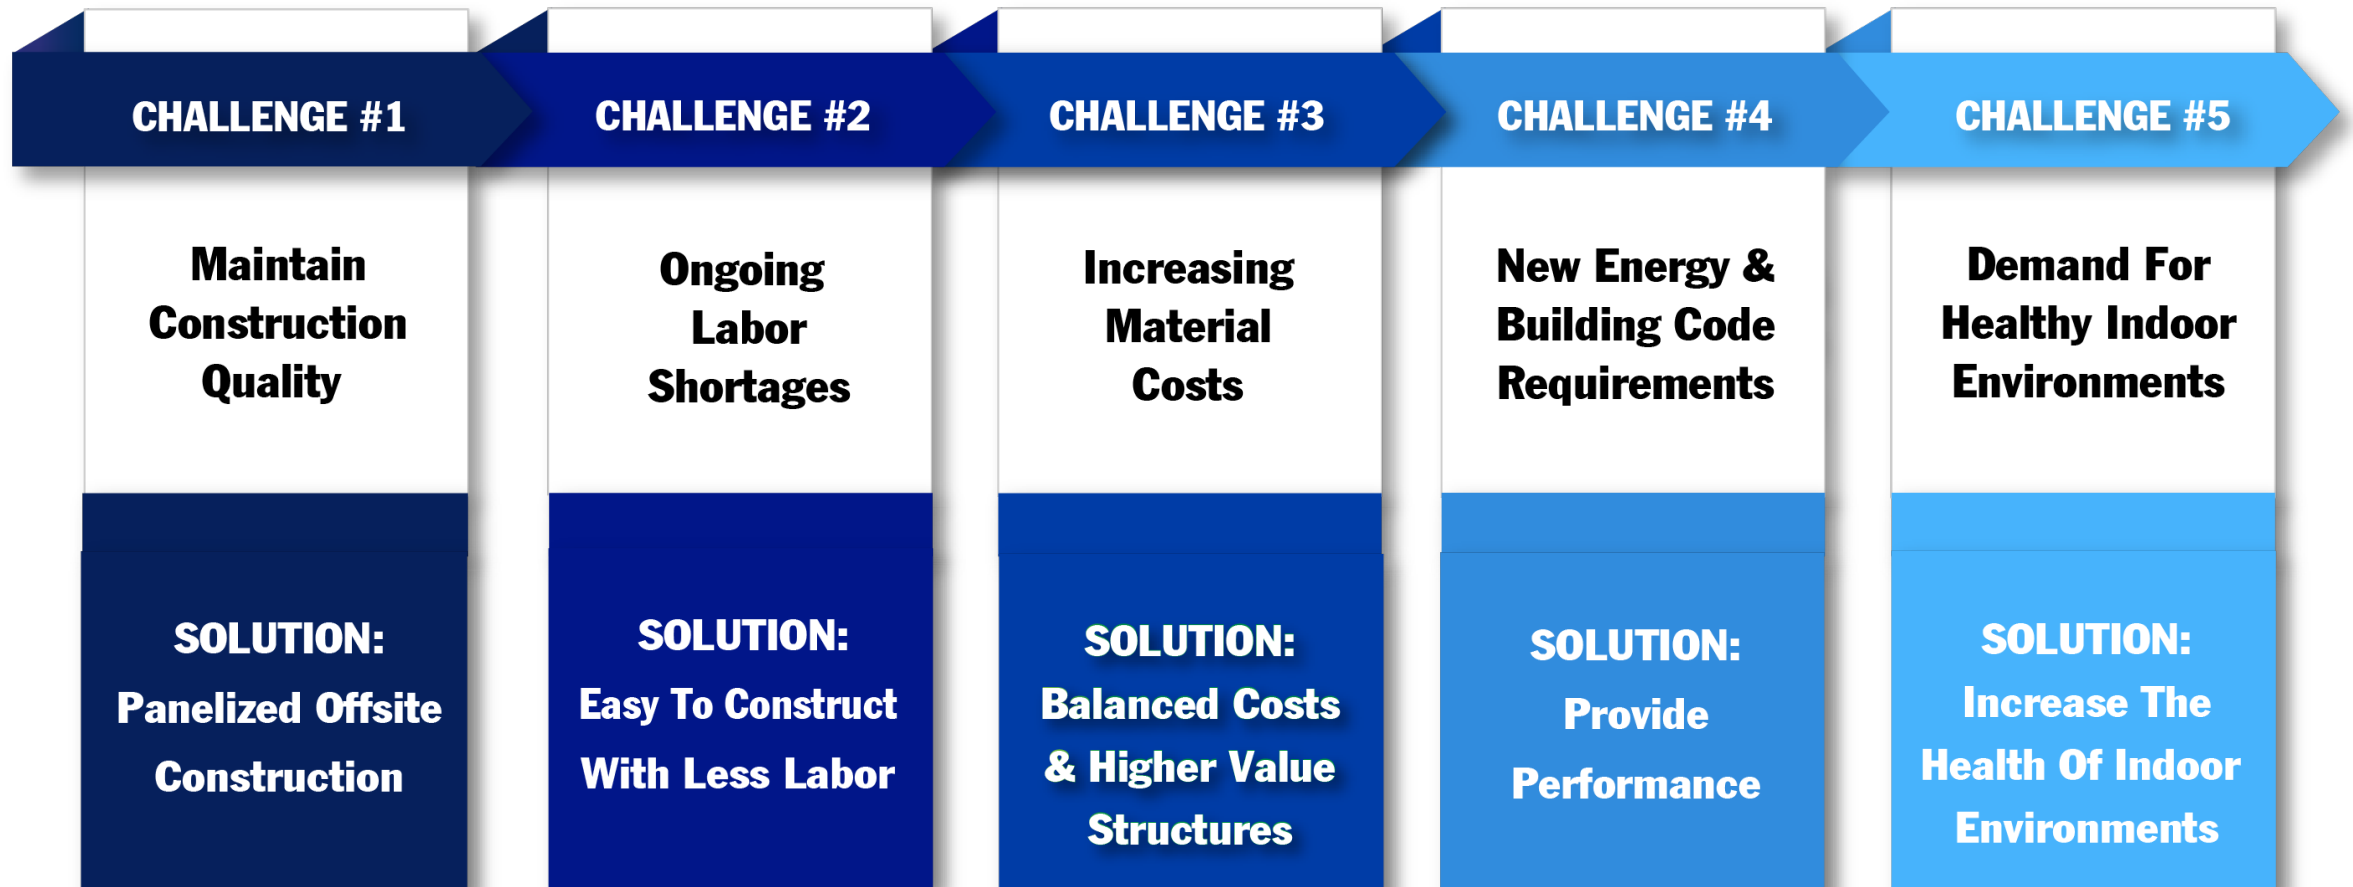 CHALLENGE #1
Maintain
Construction
Quality
SOLUTION:
Panelized Offsite
Construction
CHALLENGE #2
Ongoing
Labor
Shortages
SOLUTION:
Easy To Construct
With Less Labor
CHALLENGE #3
Increasing
Material
Costs
SOLUTION:
Balanced Costs
& Higher Value
Structures
CHALLENGE #4
New Energy &
Building Code
Requirements
SOLUTION:
Provide
Performance
CHALLENGE #5
Demand For
Healthy Indoor
Environments
SOLUTION:
Increase The
Health Of Indoor
Environments